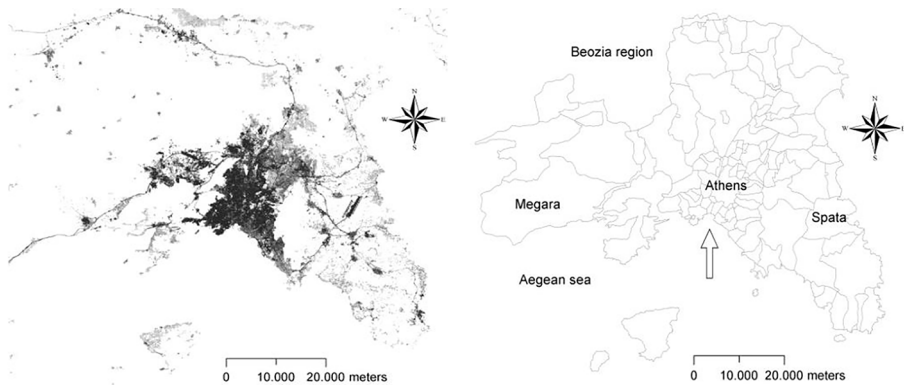 N
W E
S
0 10.000 20.000 meters
Beozia region
N
W E
S
Athens
Megara
Spata
Aegean sea
0 10.000 20.000 meters